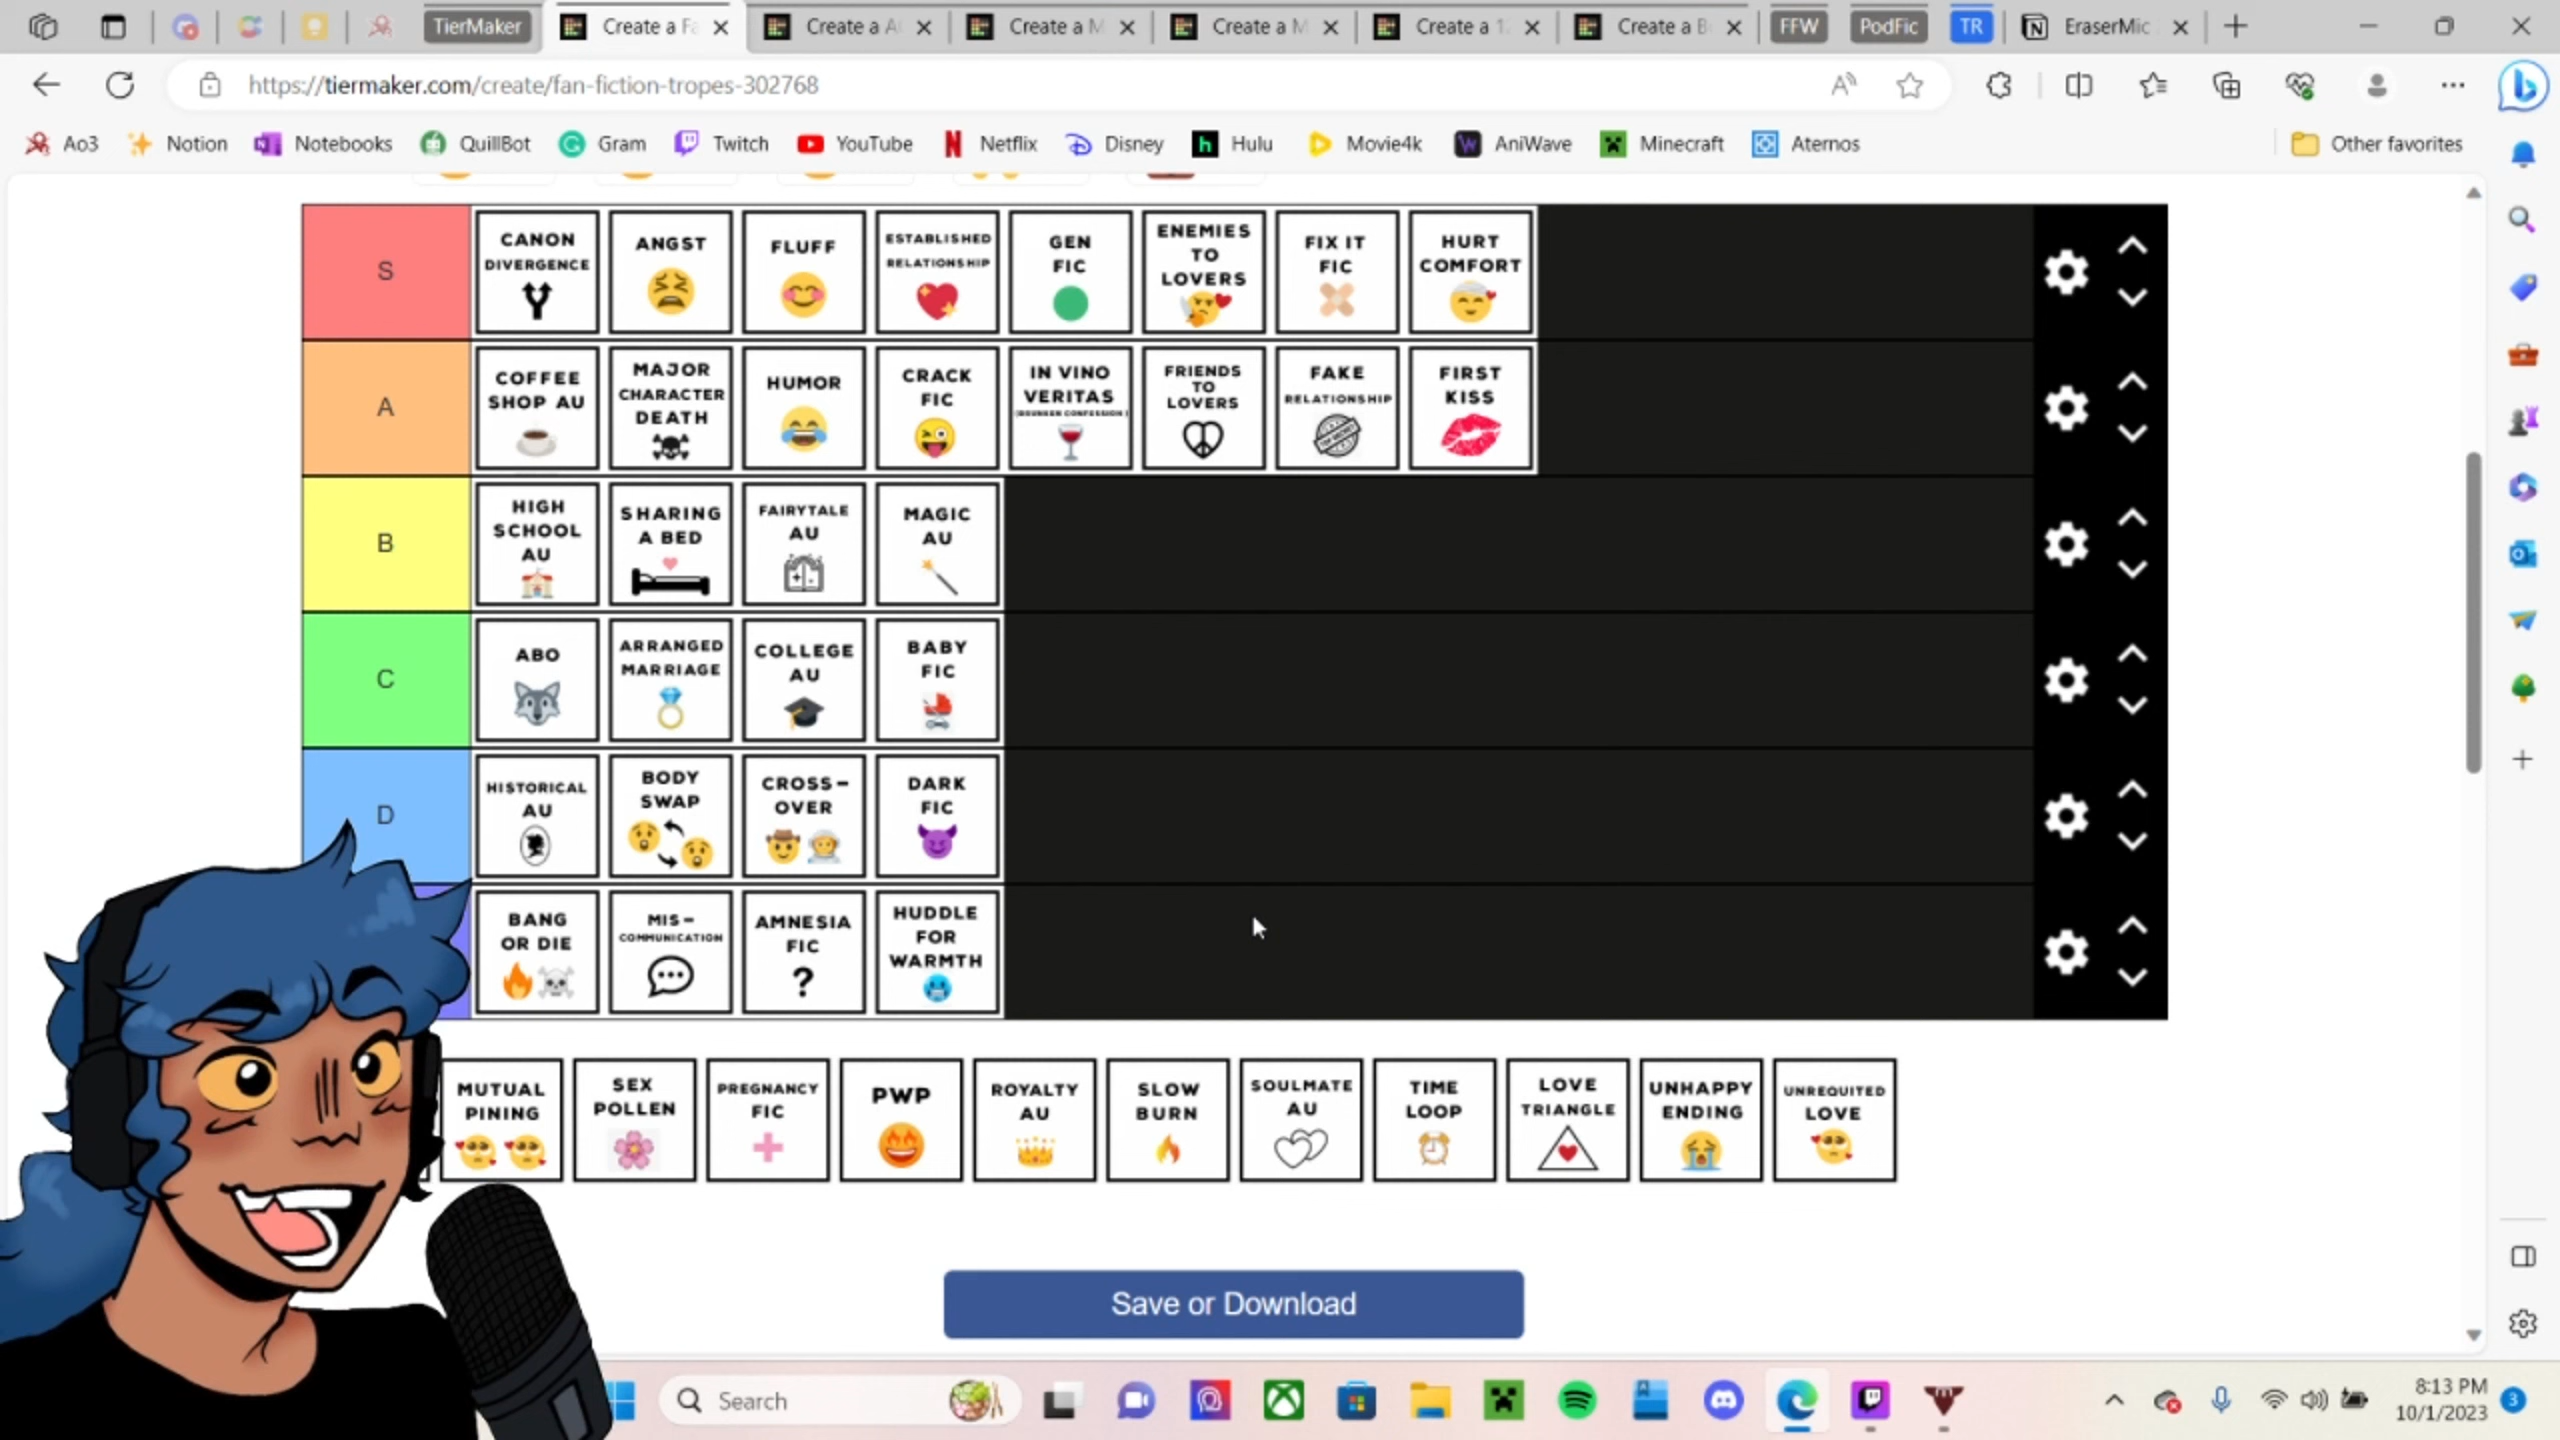 TierMaker
Create a Fa
Create a A
Create a M
Create a M
Create a 1
Create a B
FFW
PodFic
TR
EraserMic
https://tiermaker.com/create/fan-fiction-tropes-302768
Ao3
Notion
Notebooks
QuillBot
Gram
Twitch
YouTube
Netflix
Disney
Hulu
Movie4k
AniWave
Minecraft
Aternos
Other favorites
S
CANON
DIVERGENCE
ANGST
FLUFF
ESTABLISHED
RELATIONSHIP
GEN
FIC
ENEMIES
TO
LOVERS
FIX IT
FIC
HURT
COMFORT
A
COFFEE
SHOP AU
MAJOR
CHARACTER
DEATH
HUMOR
CRACK
FIC
IN VINO
VERITAS
(DRUNKEN CONFESSION)
FRIENDS
TO
LOVERS
FAKE
RELATIONSHIP
TOP SECRET
FIRST
KISS
B
HIGH
SCHOOL
AU
SHARING
A BED
FAIRYTALE
AU
MAGIC
AU
C
ABO
ARRANGED
MARRIAGE
COLLEGE
AU
BABY
FIC
D
HISTORICAL
AU
BODY
SWAP
CROSS-
OVER
DARK
FIC
BANG
OR DIE
MIS-
COMMUNICATION
AMNESIA
FIC
?
HUDDLE
FOR
WARMTH
MUTUAL
PINING
SEX
POLLEN
PREGNANCY
FIC
PWP
ROYALTY
AU
SLOW
BURN
SOULMATE
AU
TIME
LOOP
LOVE
TRIANGLE
UNHAPPY
ENDING
UNREQUITED
LOVE
Save or Download
Search
8:13 PM
10/1/2023
3